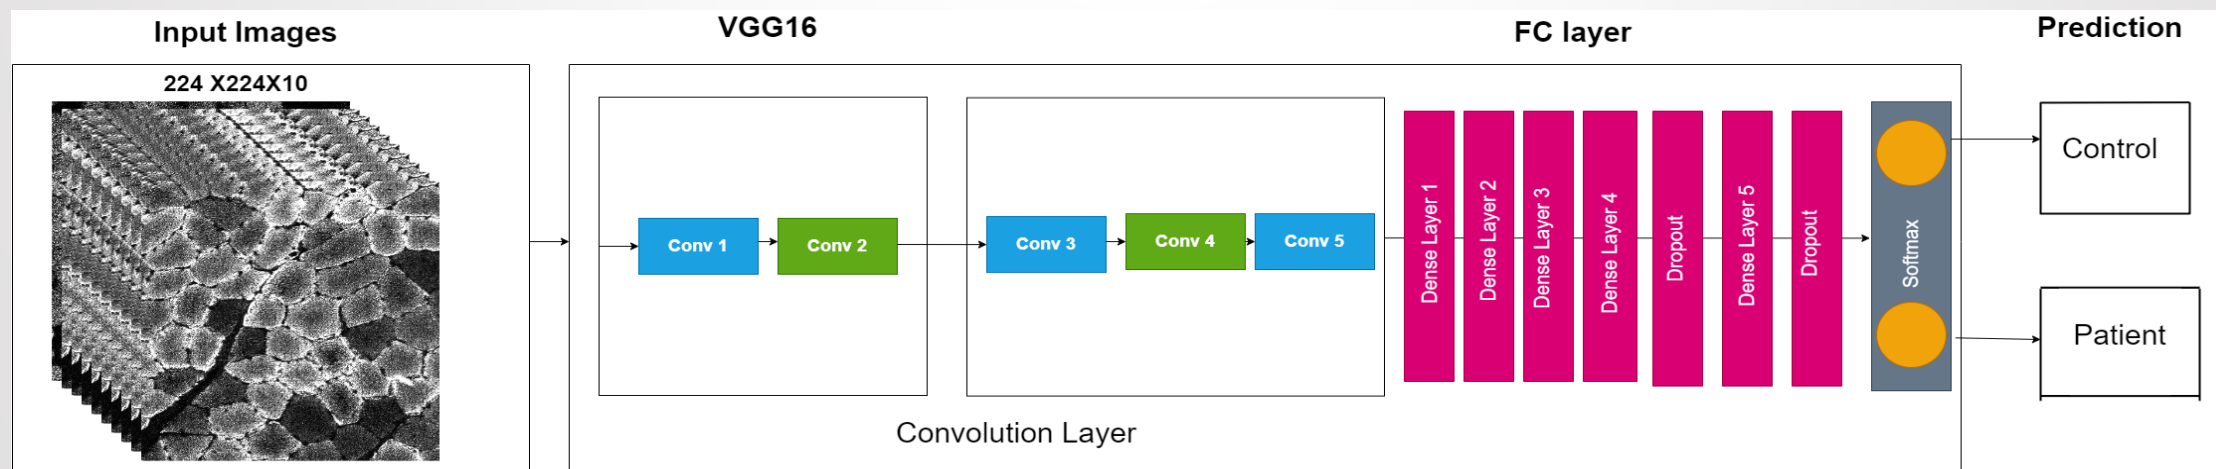 Input Images
VGG16
FC layer
Prediction
224 X224X10
Conv 1
Conv 2
Conv 3
Conv 4
Conv 5
Dense Layer 1
Dense Layer 2
Dense Layer 3
Dense Layer 4
Dropout
Dense Layer 5
Dropout
Softmax
Control
Patient
Convolution Layer